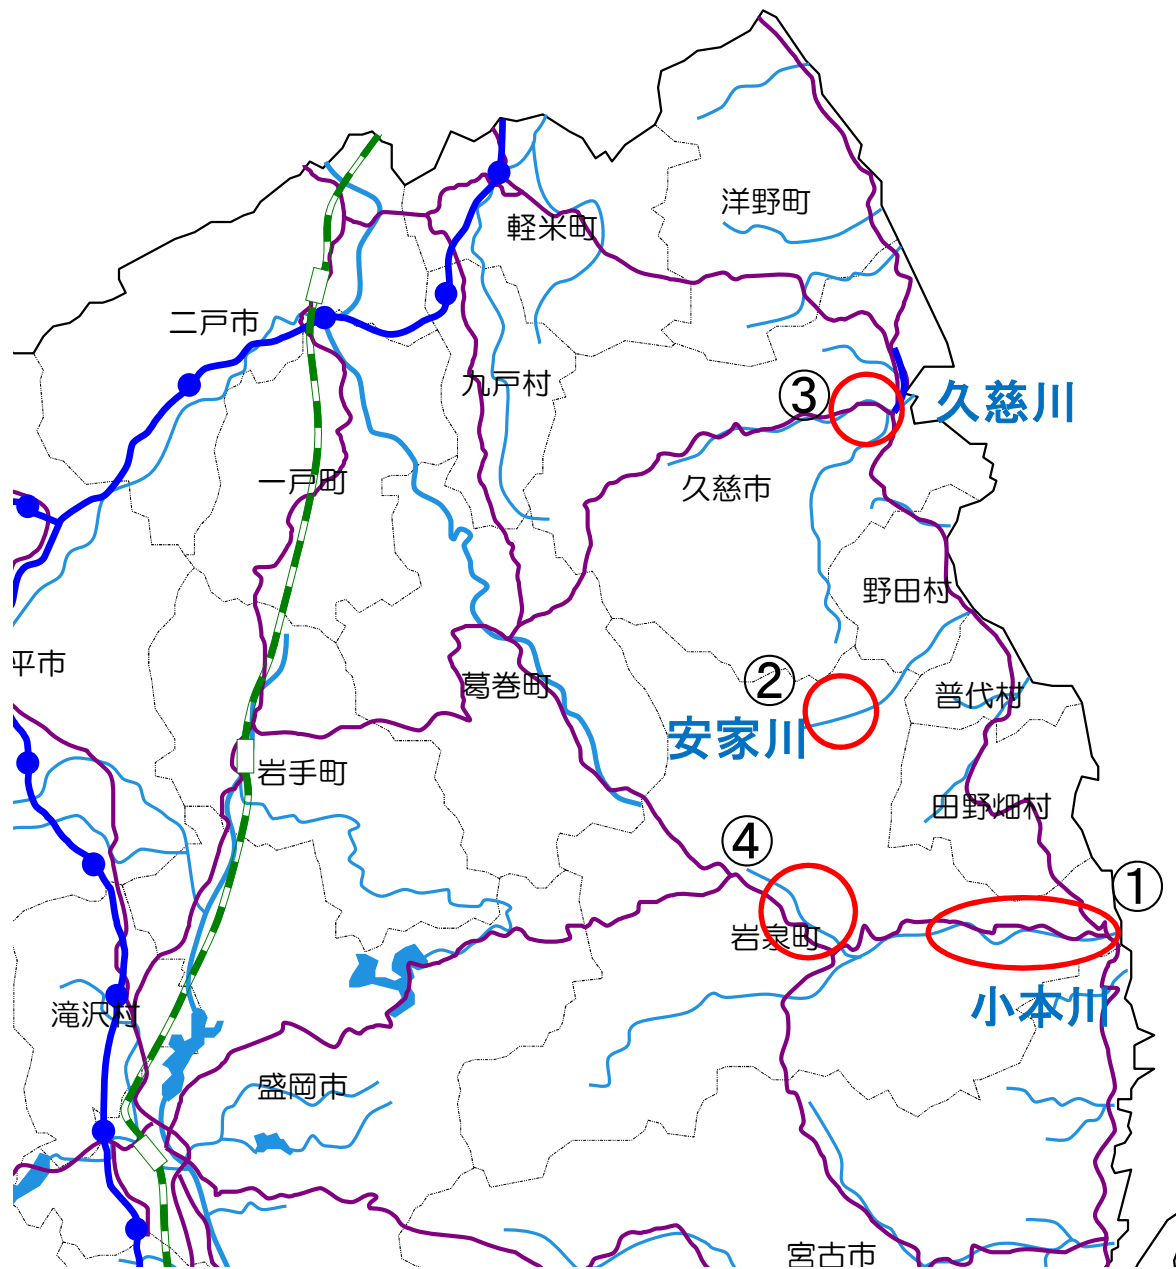 洋野町
軽米町
二戸市
九戸村
③
久慈川
一戸町
久慈市
野田村
平市
②
葛巻町
普代村
安家川
岩手町
田野畑村
④
①
岩泉町
小本川
滝沢村
盛岡市
宮古市